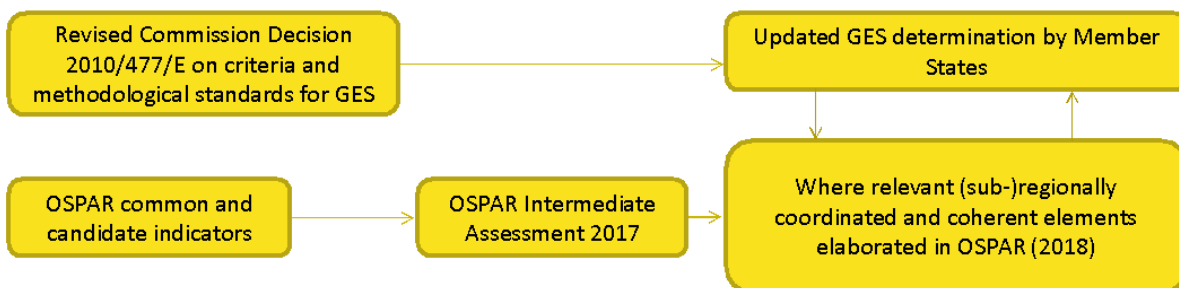 Revised Commission Decision
2010/477/E on criteria and
methodological standards for GES
Updated GES determination by Member
States
OSPAR common and
candidate indicators
OSPAR Intermediate
Assessment 2017
Where relevant (sub-)regionally
coordinated and coherent elements
elaborated in OSPAR (2018)